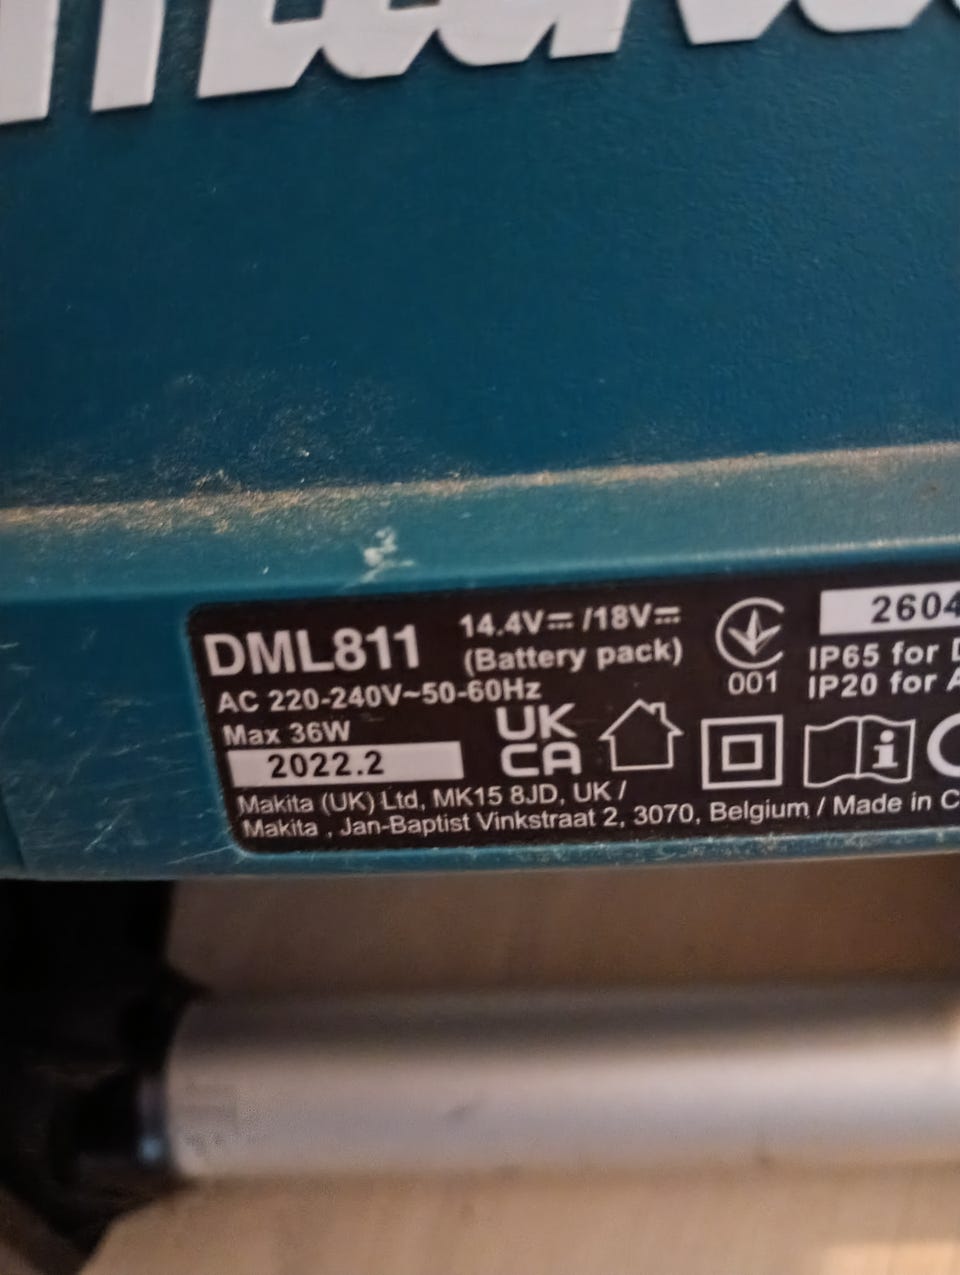 DML811
14.4V⎓/18V⎓
(Battery pack)
AC 220-240V~50-60Hz
Max 36W
2022.2
UK
CA
001
2604
IP65 for
IP20 for
Makita (UK) Ltd, MK15 8JD, UK /
Makita , Jan-Baptist Vinkstraat 2, 3070, Belgium / Made in